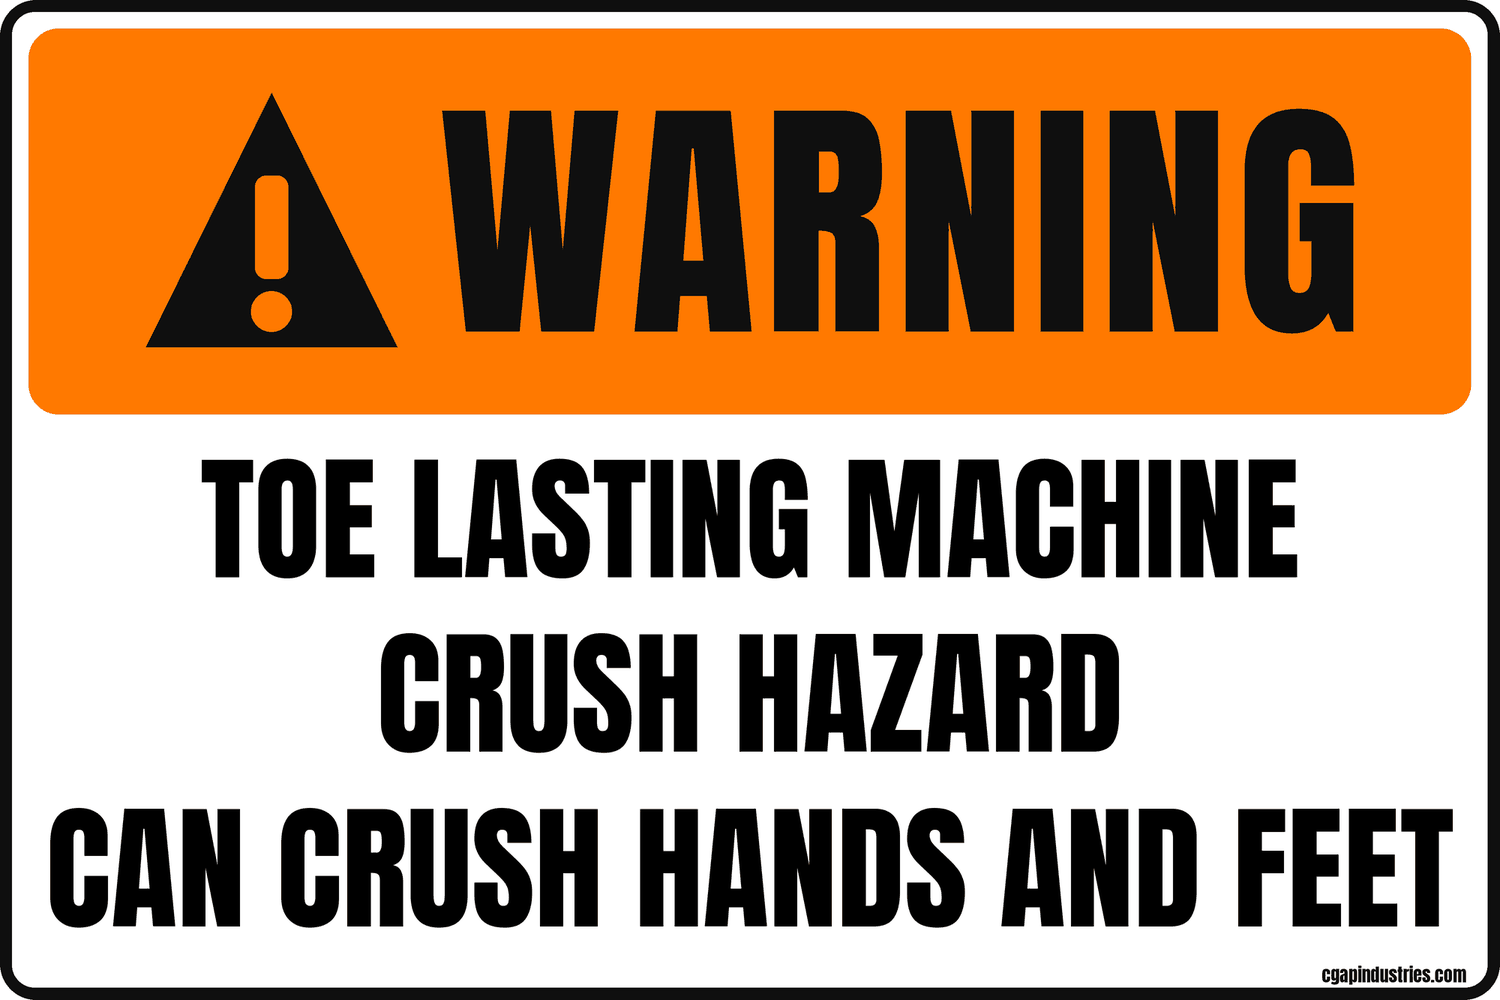 WARNING
TOE LASTING MACHINE
CRUSH HAZARD
CAN CRUSH HANDS AND FEET
cgapindustries.com